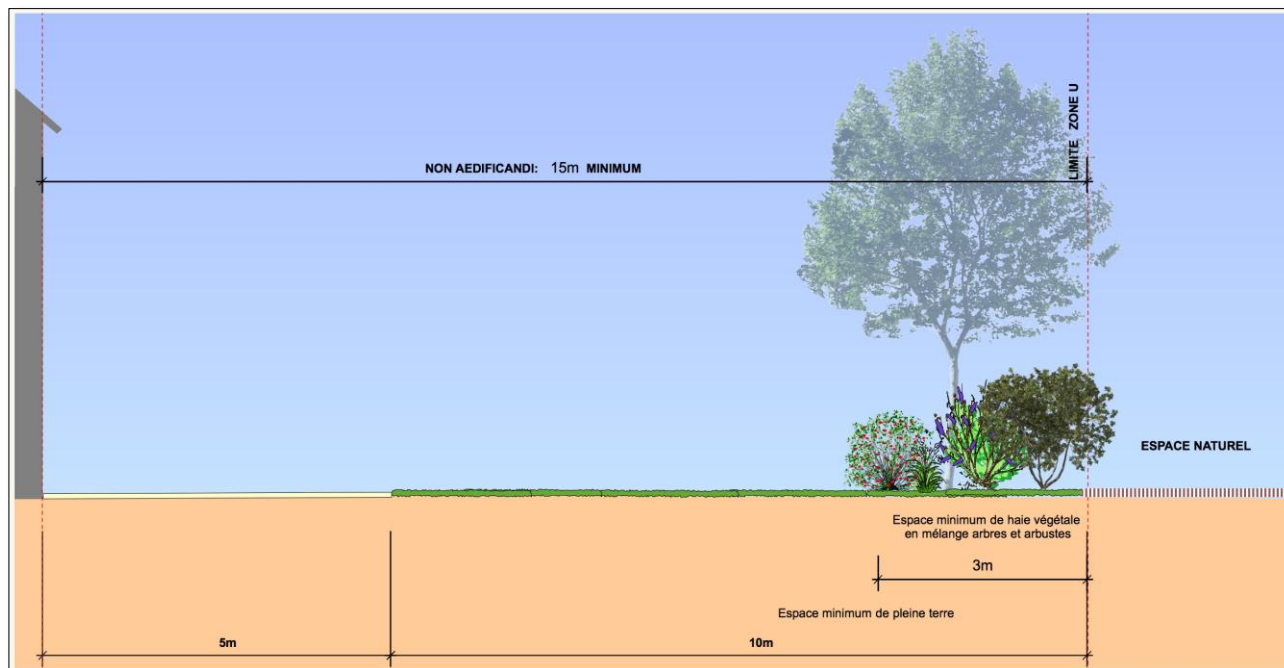 LIMITE ZONE U
NON AEDIFICANDI: 15m MINIMUM
ESPACE NATUREL
Espace minimum de haie végétale
en mélange arbres et arbustes
3m
Espace minimum de pleine terre
5m
10m